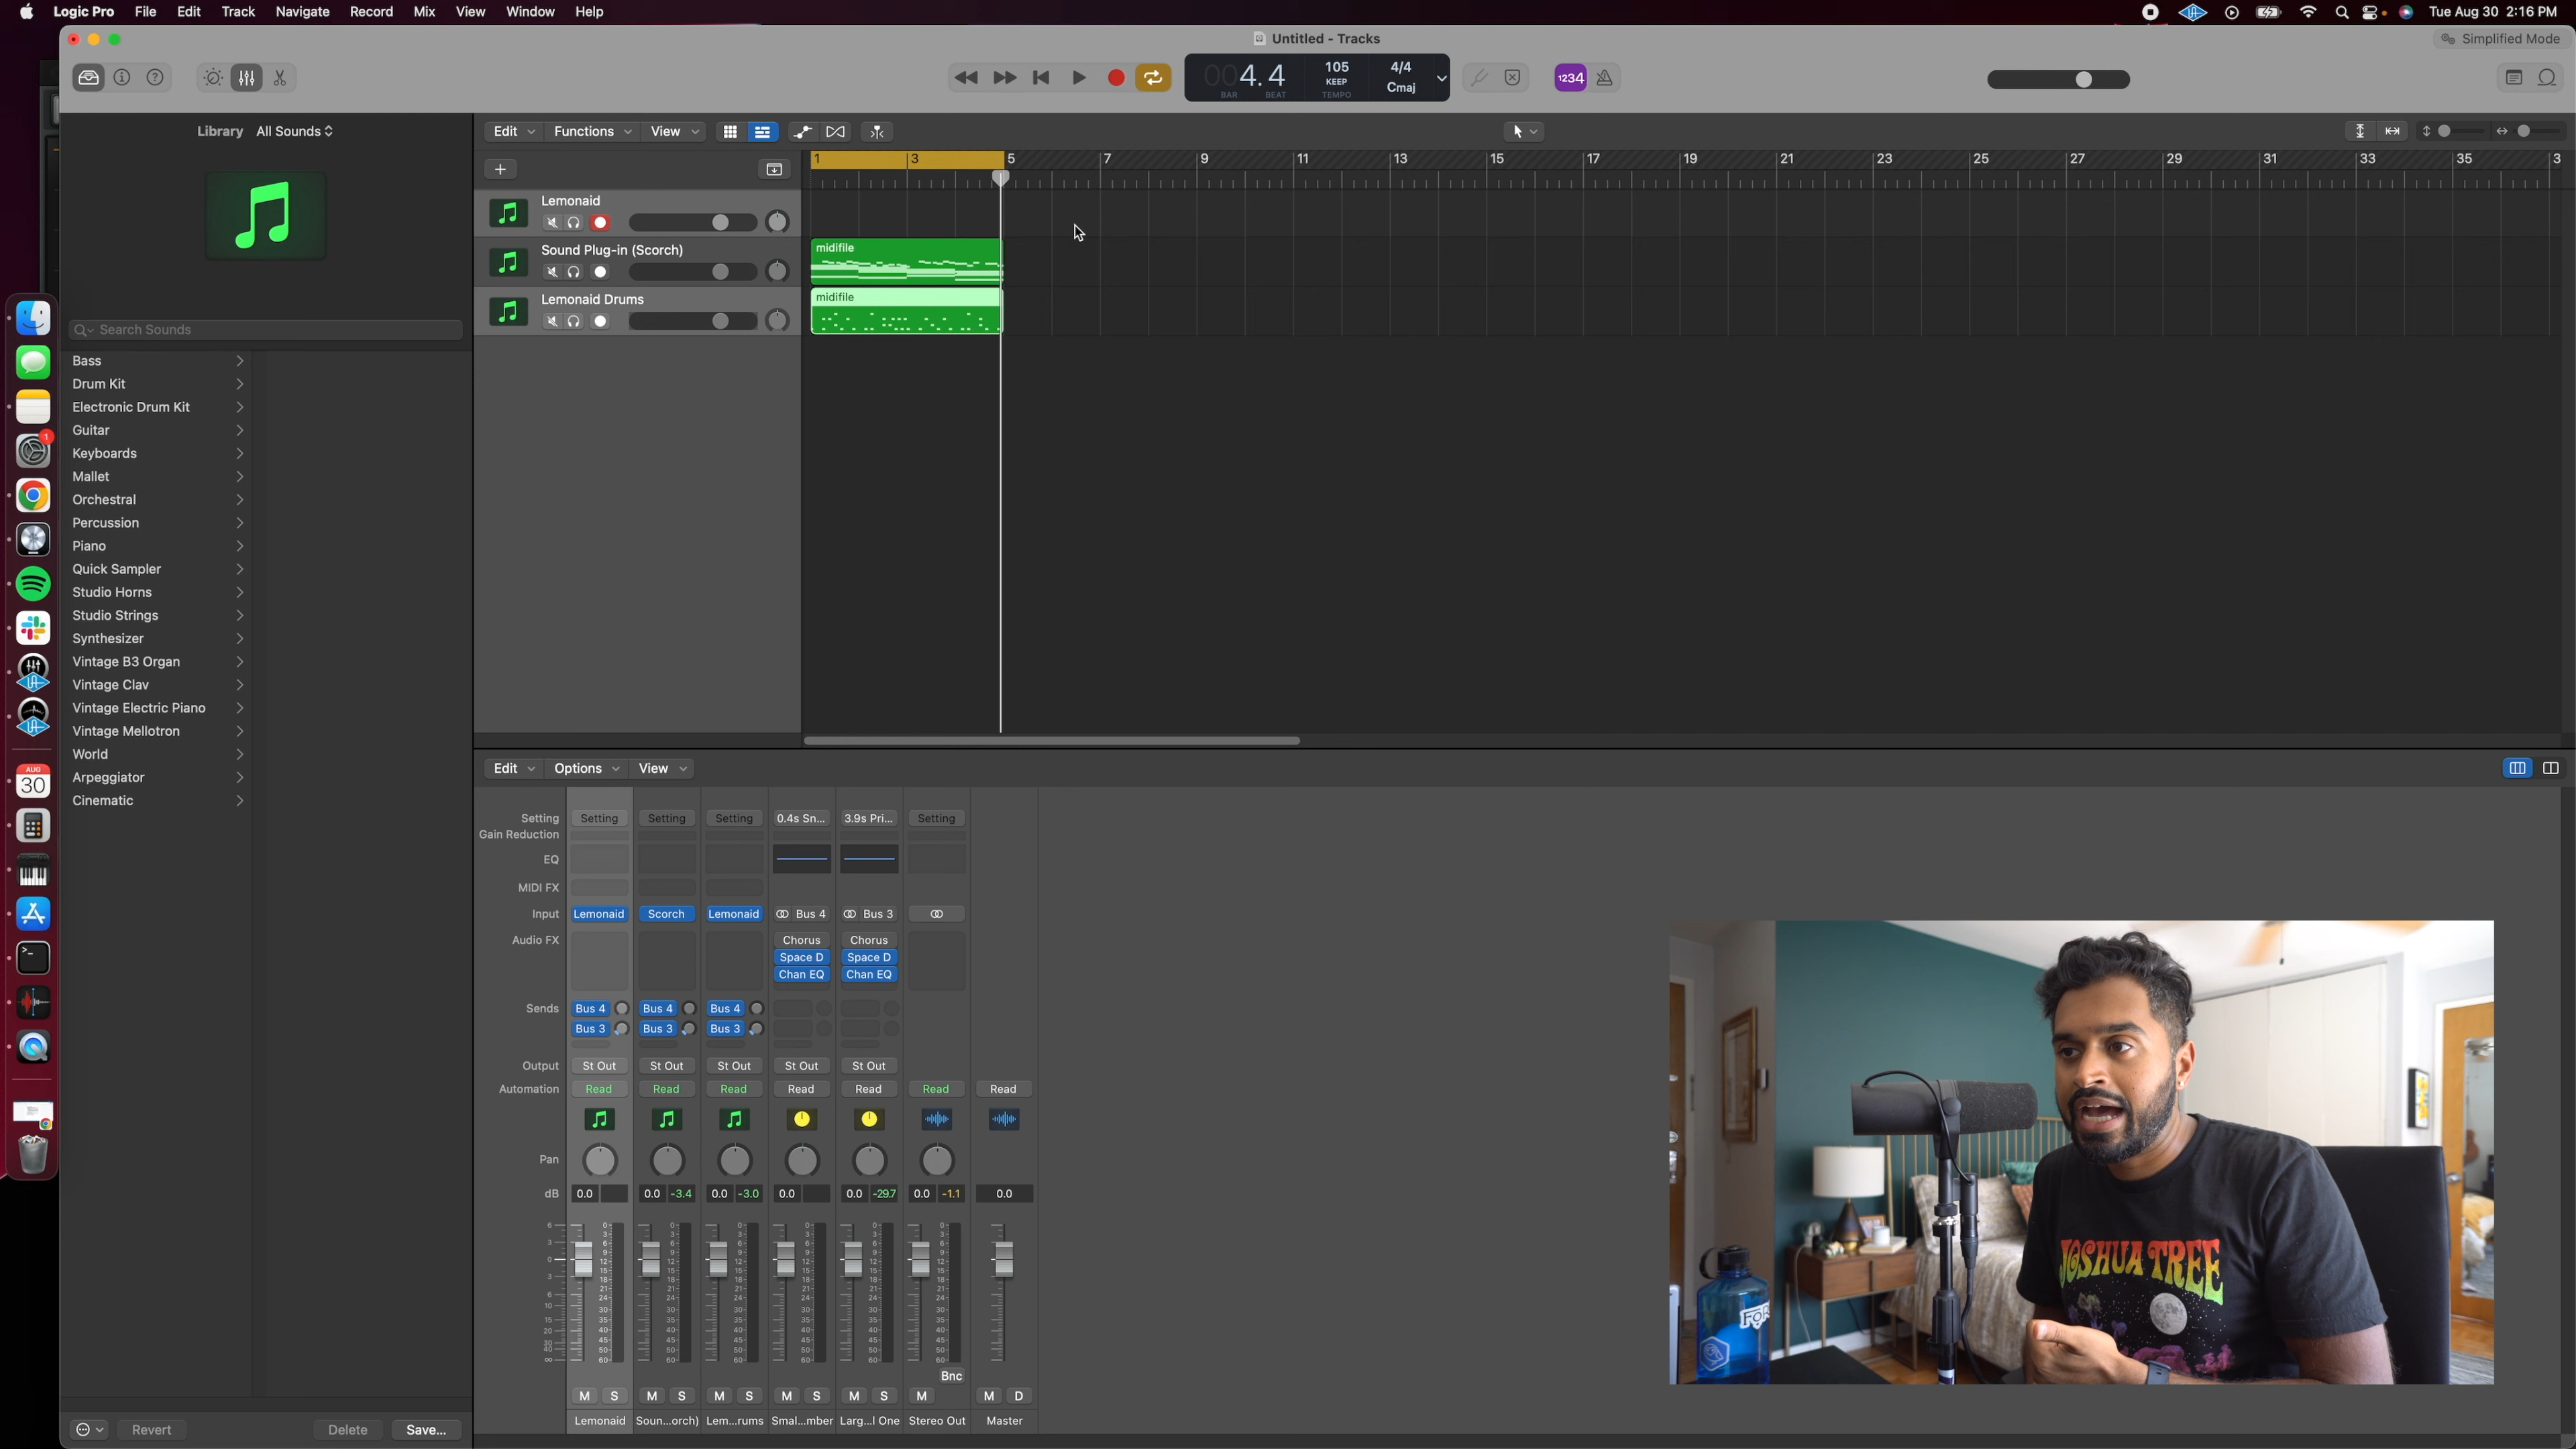 Logic Pro File Edit Track Navigate Record Mix View Window Help
Tue Aug 30 2:16 PM
Untitled - Tracks
Simplified Mode
004.4
BAR BEAT
105
KEEP
TEMPO
4/4
Cmaj
1234
Library All Sounds
Search Sounds
Bass
Drum Kit
Electronic Drum Kit
Guitar
Keyboards
Mallet
Orchestral
Percussion
Piano
Quick Sampler
Studio Horns
Studio Strings
Synthesizer
Vintage B3 Organ
Vintage Clav
Vintage Electric Piano
Vintage Mellotron
World
Arpeggiator
Cinematic
Revert Delete Save...
1
AUG
30
Edit Functions View
1 3 5 7 9 11 13 15 17 19 21 23 25 27 29 31 33 35 3
Lemonaid
Sound Plug-in (Scorch)
Lemonaid Drums
midifile
midifile
Edit Options View
Setting Setting Setting Setting 0.4s Sn... 3.9s Pri... Setting
Gain Reduction
EQ
MIDI FX
Input Lemonaid Scorch Lemonaid Bus 4 Bus 3
Audio FX Chorus Chorus
Space D Space D
Chan EQ Chan EQ
Sends Bus 4 Bus 4 Bus 4
Bus 3 Bus 3 Bus 3
Output St Out St Out St Out St Out St Out
Automation Read Read Read Read Read Read Read
Pan
dB 0.0 0.0 -3.4 0.0 -3.0 0.0 0.0 -29.7 0.0 -1.1 0.0
Bnc
M S M S M S M S M S M M D
Lemonaid Soun...orch) Lem...rums Smal...mber Larg...l One Stereo Out Master
JOSHUA TREE